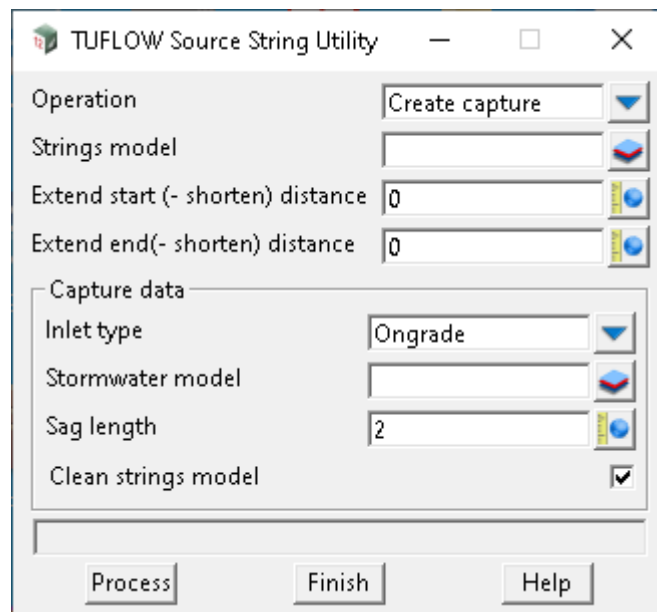 12 TUFLOW Source String Utility
Operation Create capture
Strings model
Extend start (- shorten) distance 0
Extend end(- shorten) distance 0
Capture data
Inlet type Ongrade
Stormwater model
Sag length 2
Clean strings model
Process Finish Help